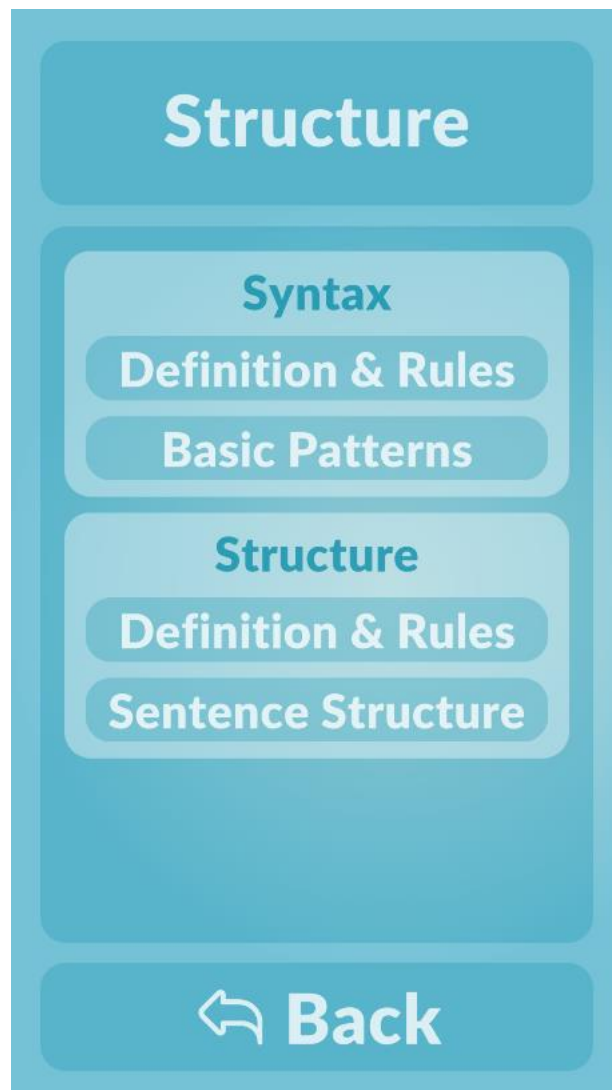 Structure
Syntax
Definition & Rules
Basic Patterns
Structure
Definition & Rules
Sentence Structure
Back